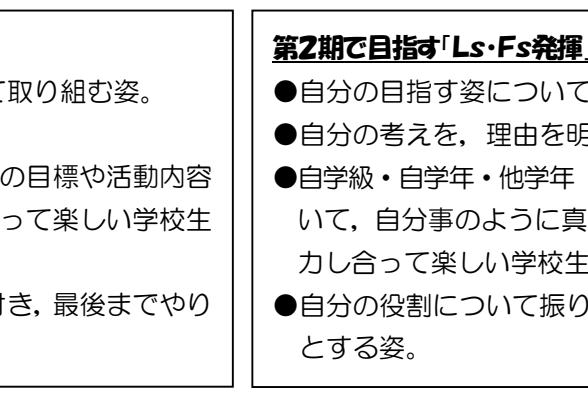 て取り組む姿。
の目標や活動内容
って楽しい学校生
き，最後までやり
第2期で目指す「Ls・Fs発揮」
●自分の目指す姿について
●自分の考えを，理由を明
●自学級・自学年・他学年
いて，自分事のように真
力し合って楽しい学校生
●自分の役割について振り
とする姿。